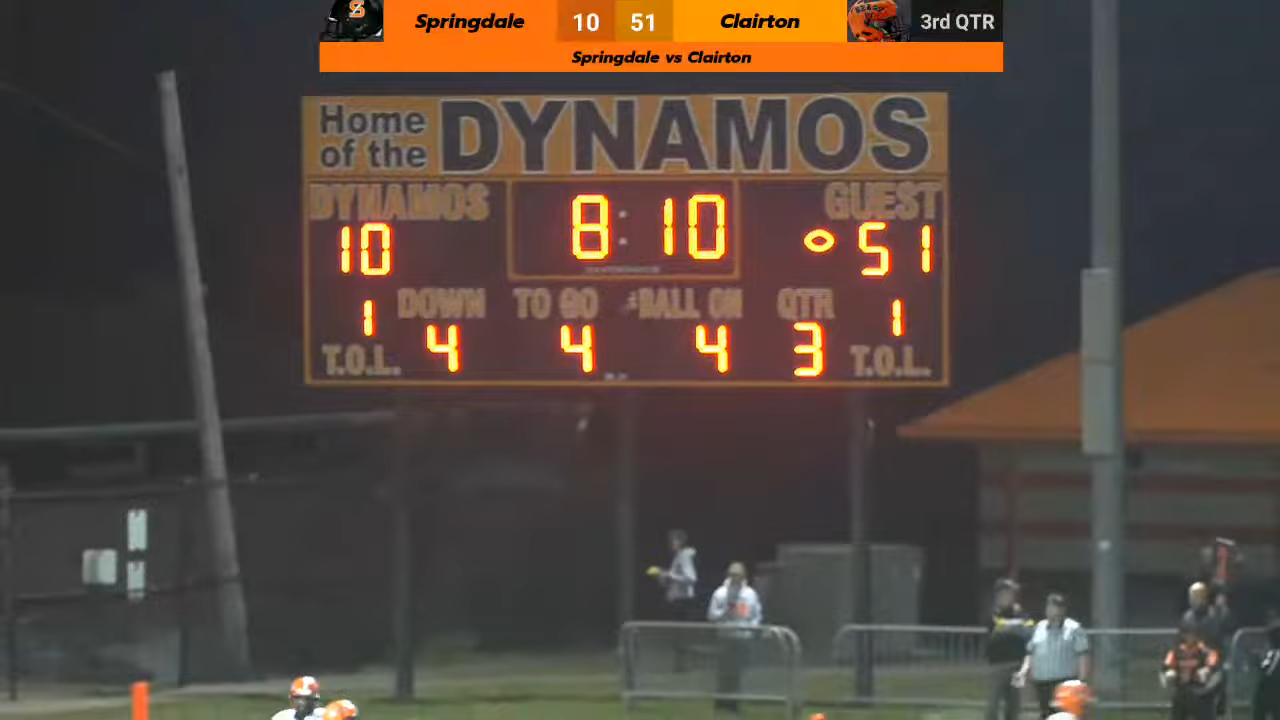 Springdale 10 51 Clairton 3rd QTR
Springdale vs Clairton
Home of the DYNAMOS
DYNAMOS 8:10 GUEST
10 51
DOWN TO GO BALL ON QTR
1 4 4 4 3 1
T.O.L. T.O.L.